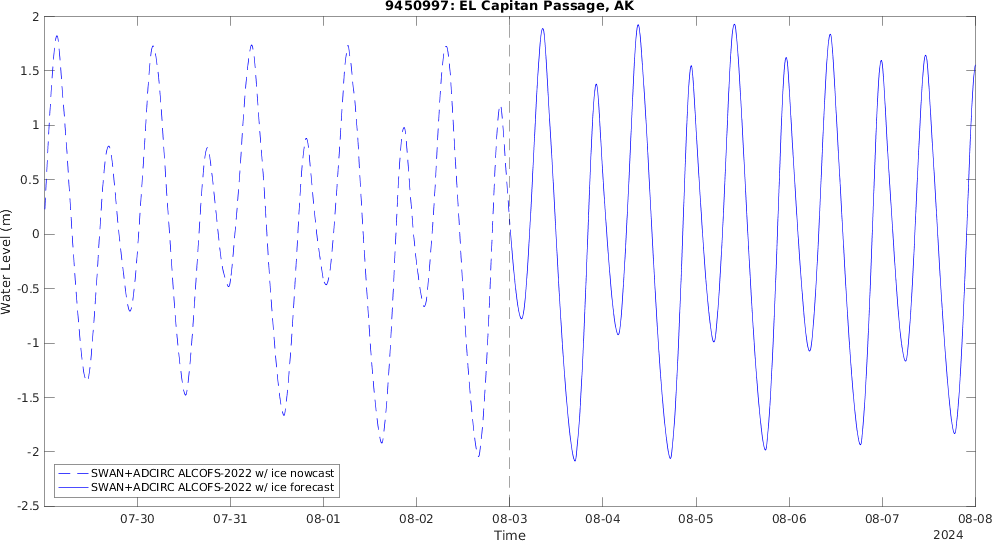 9450997: EL Capitan Passage, AK
2
1.5
1
0.5
0
-0.5
-1
-1.5
-2
-2.5
Water Level (m)
SWAN+ADCIRC ALCOFS-2022 w/ ice nowcast
SWAN+ADCIRC ALCOFS-2022 w/ ice forecast
07-30 07-31 08-01 08-02 08-03 08-04 08-05 08-06 08-07 08-08
Time
2024